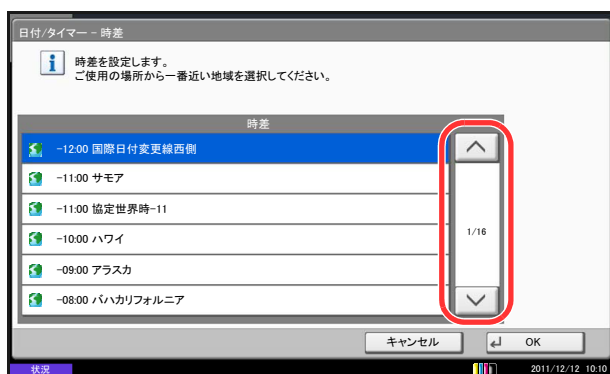 日付/タイマー - 時差
時差を設定します。
ご使用の場所から一番近い地域を選択してください。
時差
-12:00 国際日付変更線西側
-11:00 サモア
-11:00 協定世界時-11
-10:00 ハワイ
1/16
-09:00 アラスカ
-08:00 バハカリフォルニア
キャンセル
OK
状況
2011/12/12 10:10